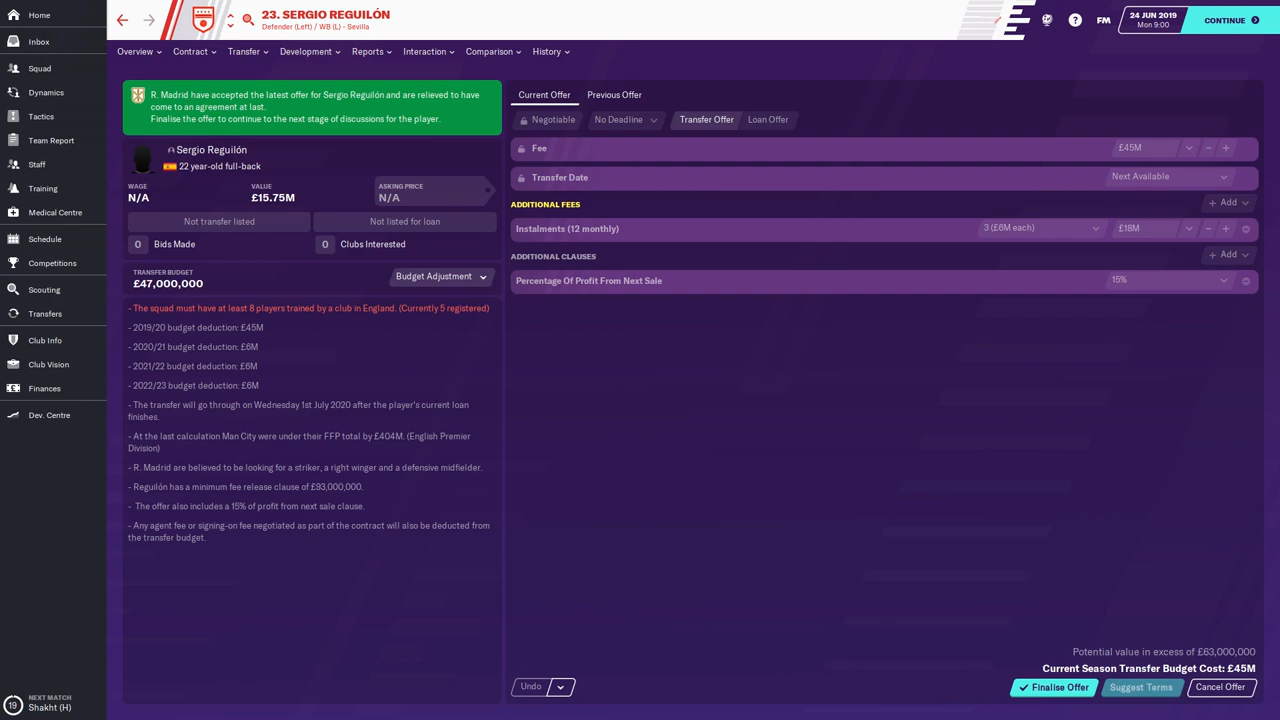 Home
Inbox
Squad
Dynamics
Tactics
Team Report
Staff
Training
Medical Centre
Schedule
Competitions
Scouting
Transfers
Club Info
Club Vision
Finances
Dev. Centre
19
NEXT MATCH
Shaktt (H)
23. SERGIO REGUILÓN
Defender (Left) / WB (L) - Sevilla
?
FM
24 JUN 2019
Mon 9:00
CONTINUE
Overview
Contract
Transfer
Development
Reports
Interaction
Comparison
History
R. Madrid have accepted the latest offer for Sergio Reguilón and are relieved to have
come to an agreement at last.
Finalise the offer to continue to the next stage of discussions for the player.
Sergio Reguilón
22 year-old full-back
WAGE
N/A
VALUE
£15.75M
ASKING PRICE
N/A
Not transfer listed
Not listed for loan
0 Bids Made
0 Clubs Interested
TRANSFER BUDGET
£47,000,000
Budget Adjustment
- The squad must have at least 8 players trained by a club in England. (Currently 5 registered)
- 2019/20 budget deduction: £45M
- 2020/21 budget deduction: £6M
- 2021/22 budget deduction: £6M
- 2022/23 budget deduction: £6M
- The transfer will go through on Wednesday 1st July 2020 after the player's current loan
finishes.
- At the last calculation Man City were under their FFP total by £404M. (English Premier
Division)
- R. Madrid are believed to be looking for a striker, a right winger and a defensive midfielder.
- Reguilón has a minimum fee release clause of £93,000,000.
- The offer also includes a 15% of profit from next sale clause.
- Any agent fee or signing-on fee negotiated as part of the contract will also be deducted from
the transfer budget.
Current Offer
Previous Offer
Negotiable
No Deadline
Transfer Offer
Loan Offer
Fee
£45M
Transfer Date
Next Available
ADDITIONAL FEES
+ Add
Instalments (12 monthly)
3 (£6M each)
£18M
ADDITIONAL CLAUSES
+ Add
Percentage Of Profit From Next Sale
15%
Potential value in excess of £63,000,000
Current Season Transfer Budget Cost: £45M
Undo
Finalise Offer
Suggest Terms
Cancel Offer